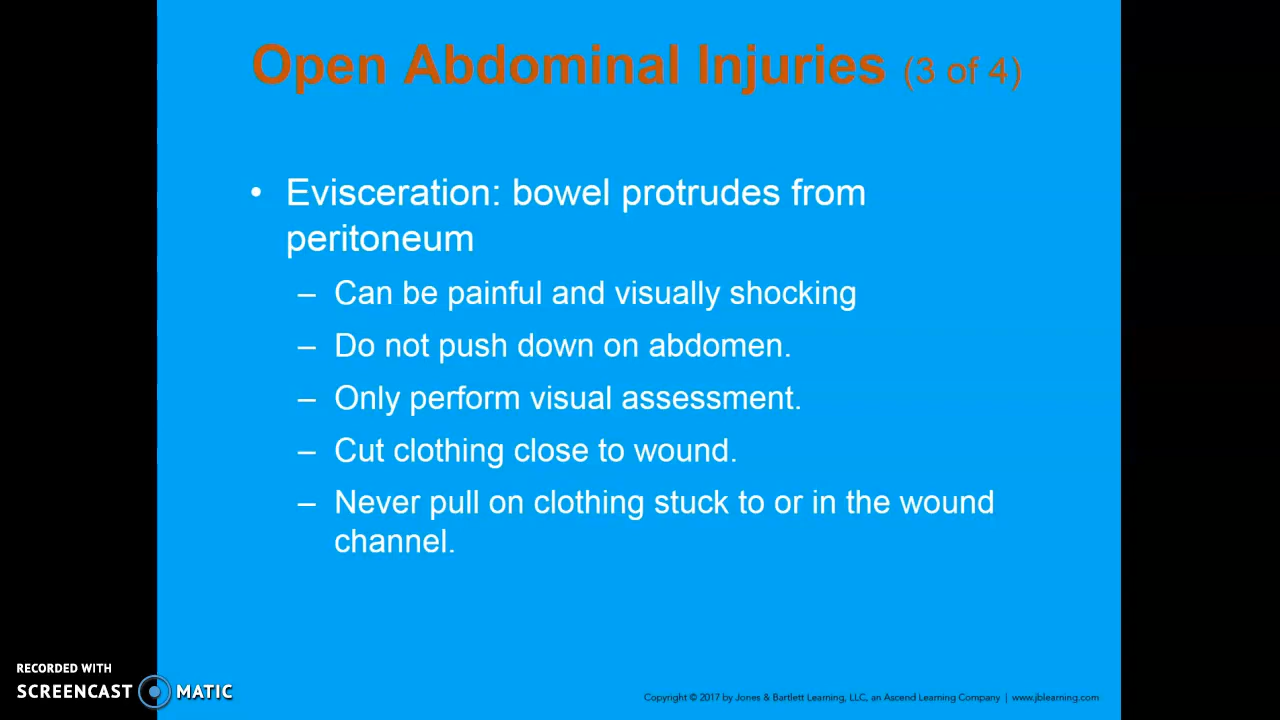 Open Abdominal Injuries (3 of 4)
• Evisceration: bowel protrudes from
peritoneum
– Can be painful and visually shocking
– Do not push down on abdomen.
– Only perform visual assessment.
– Cut clothing close to wound.
– Never pull on clothing stuck to or in the wound
channel.
RECORDED WITH
SCREENCAST MATIC
Copyright © 2017 by Jones & Bartlett Learning, LLC, an Ascend Learning Company | www.jblearning.com